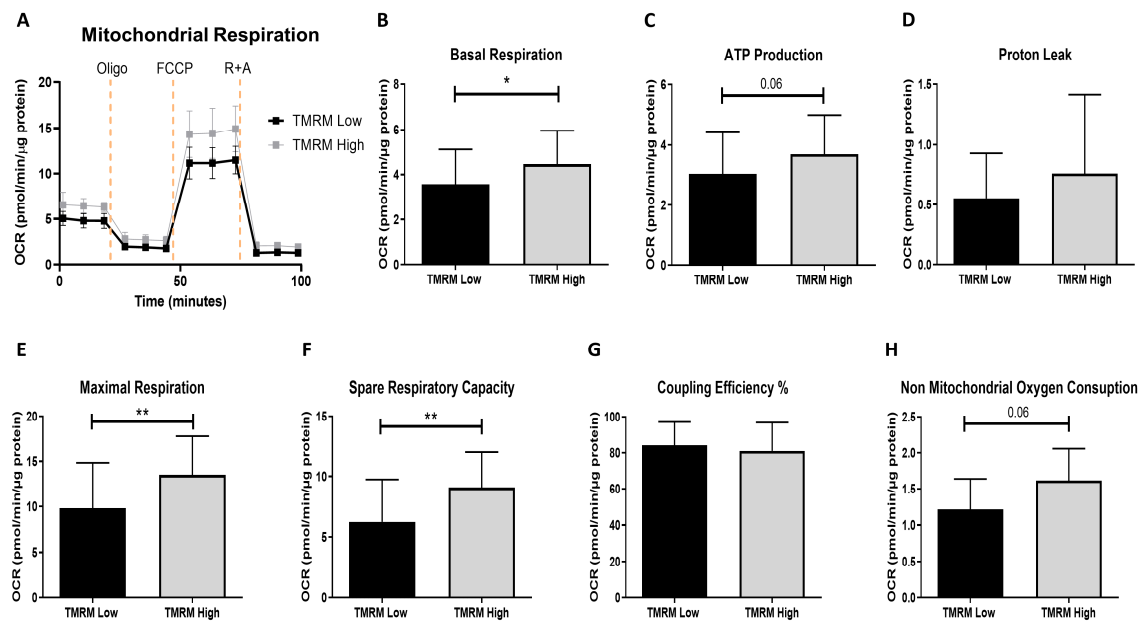 A
Mitochondrial Respiration
Oligo FCCP R+A
20
15
10
5
0
OCR (pmol/min/µg protein)
0 50 100
Time (minutes)
TMRM Low
TMRM High
B
Basal Respiration
*
8
6
4
2
0
OCR (pmol/min/µg protein)
TMRM Low TMRM High
C
ATP Production
0.06
6
4
2
0
OCR (pmol/min/µg protein)
TMRM Low TMRM High
D
Proton Leak
1.5
1.0
0.5
0.0
OCR (pmol/min/µg protein)
TMRM Low TMRM High
E
Maximal Respiration
**
20
15
10
5
0
OCR (pmol/min/µg protein)
TMRM Low TMRM High
F
Spare Respiratory Capacity
**
15
10
5
0
OCR (pmol/min/µg protein)
TMRM Low TMRM High
G
Coupling Efficiency %
100
80
60
40
20
0
OCR (pmol/min/µg protein)
TMRM Low TMRM High
H
Non Mitochondrial Oxygen Consuption
0.06
2.5
2.0
1.5
1.0
0.5
0.0
OCR (pmol/min/µg protein)
TMRM Low TMRM High